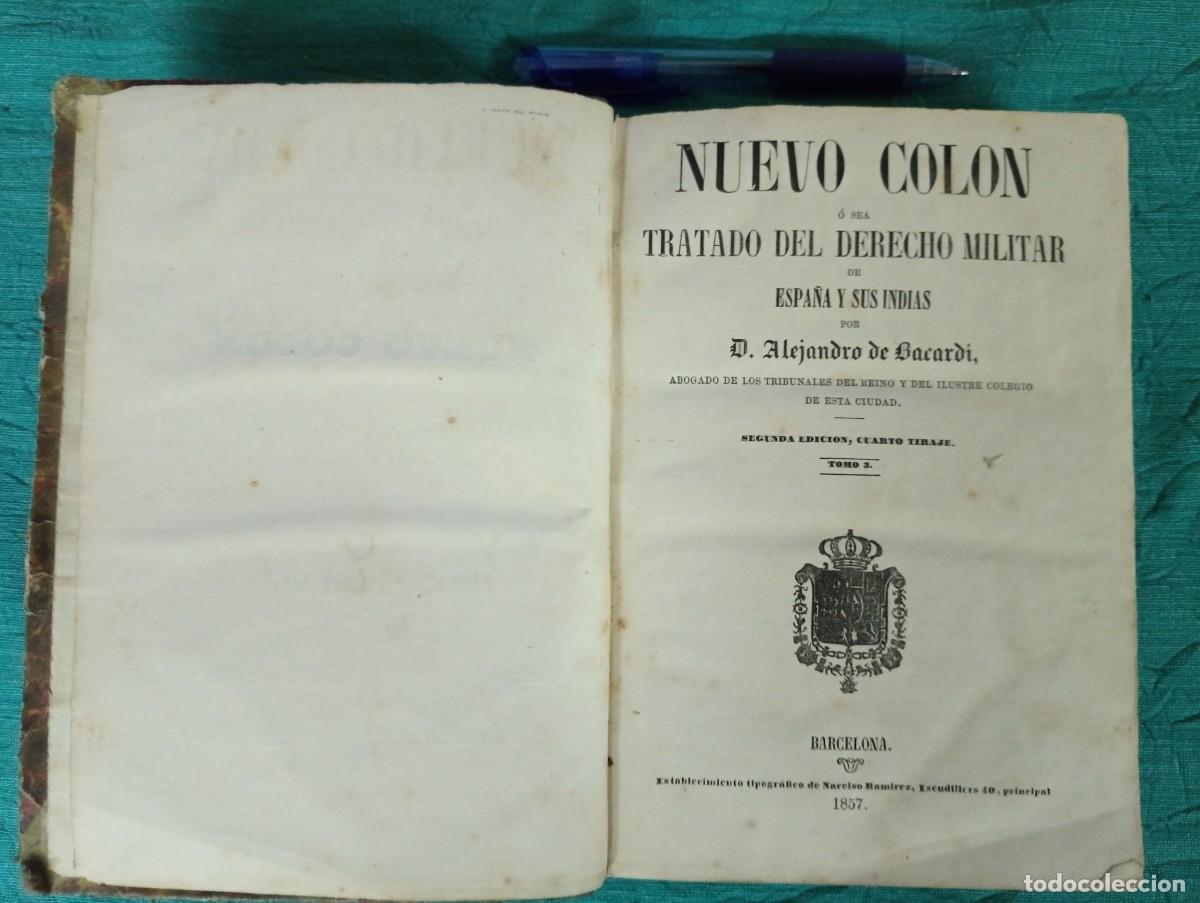 NUEVO COLON
Ó SEA
TRATADO DEL DERECHO MILITAR
DE
ESPAÑA Y SUS INDIAS
POR
D. Alejandro de Bacardi,
ABOGADO DE LOS TRIBUNALES DEL REINO Y DEL ILUSTRE COLEGIO
DE ESTA CIUDAD.
SEGUNDA EDICION, CUARTO TIRAJE.
TOMO 3.
BARCELONA.
Establecimiento tipográfico de Narciso Ramirez, Escudillers 40, principal
1857.
todocoleccion